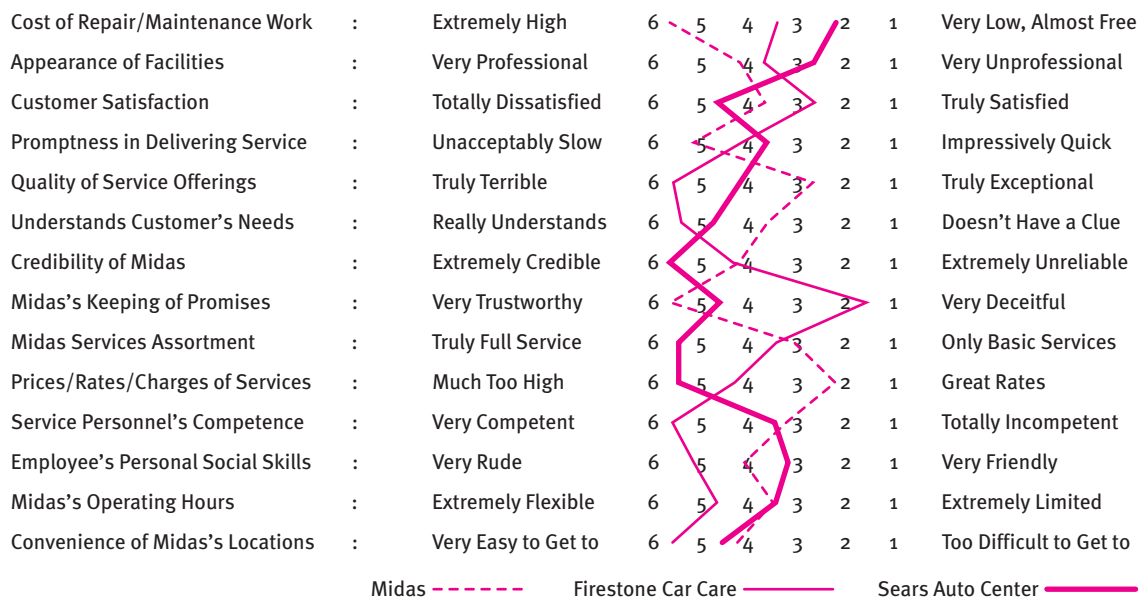 Cost of Repair/Maintenance Work : Extremely High 6 5 4 3 2 1 Very Low, Almost Free
Appearance of Facilities : Very Professional 6 5 4 3 2 1 Very Unprofessional
Customer Satisfaction : Totally Dissatisfied 6 5 4 3 2 1 Truly Satisfied
Promptness in Delivering Service : Unacceptably Slow 6 5 4 3 2 1 Impressively Quick
Quality of Service Offerings : Truly Terrible 6 5 4 3 2 1 Truly Exceptional
Understands Customer’s Needs : Really Understands 6 5 4 3 2 1 Doesn’t Have a Clue
Credibility of Midas : Extremely Credible 6 5 4 3 2 1 Extremely Unreliable
Midas’s Keeping of Promises : Very Trustworthy 6 5 4 3 2 1 Very Deceitful
Midas Services Assortment : Truly Full Service 6 5 4 3 2 1 Only Basic Services
Prices/Rates/Charges of Services : Much Too High 6 5 4 3 2 1 Great Rates
Service Personnel’s Competence : Very Competent 6 5 4 3 2 1 Totally Incompetent
Employee’s Personal Social Skills : Very Rude 6 5 4 3 2 1 Very Friendly
Midas’s Operating Hours : Extremely Flexible 6 5 4 3 2 1 Extremely Limited
Convenience of Midas’s Locations : Very Easy to Get to 6 5 4 3 2 1 Too Difficult to Get to
Midas Firestone Car Care Sears Auto Center